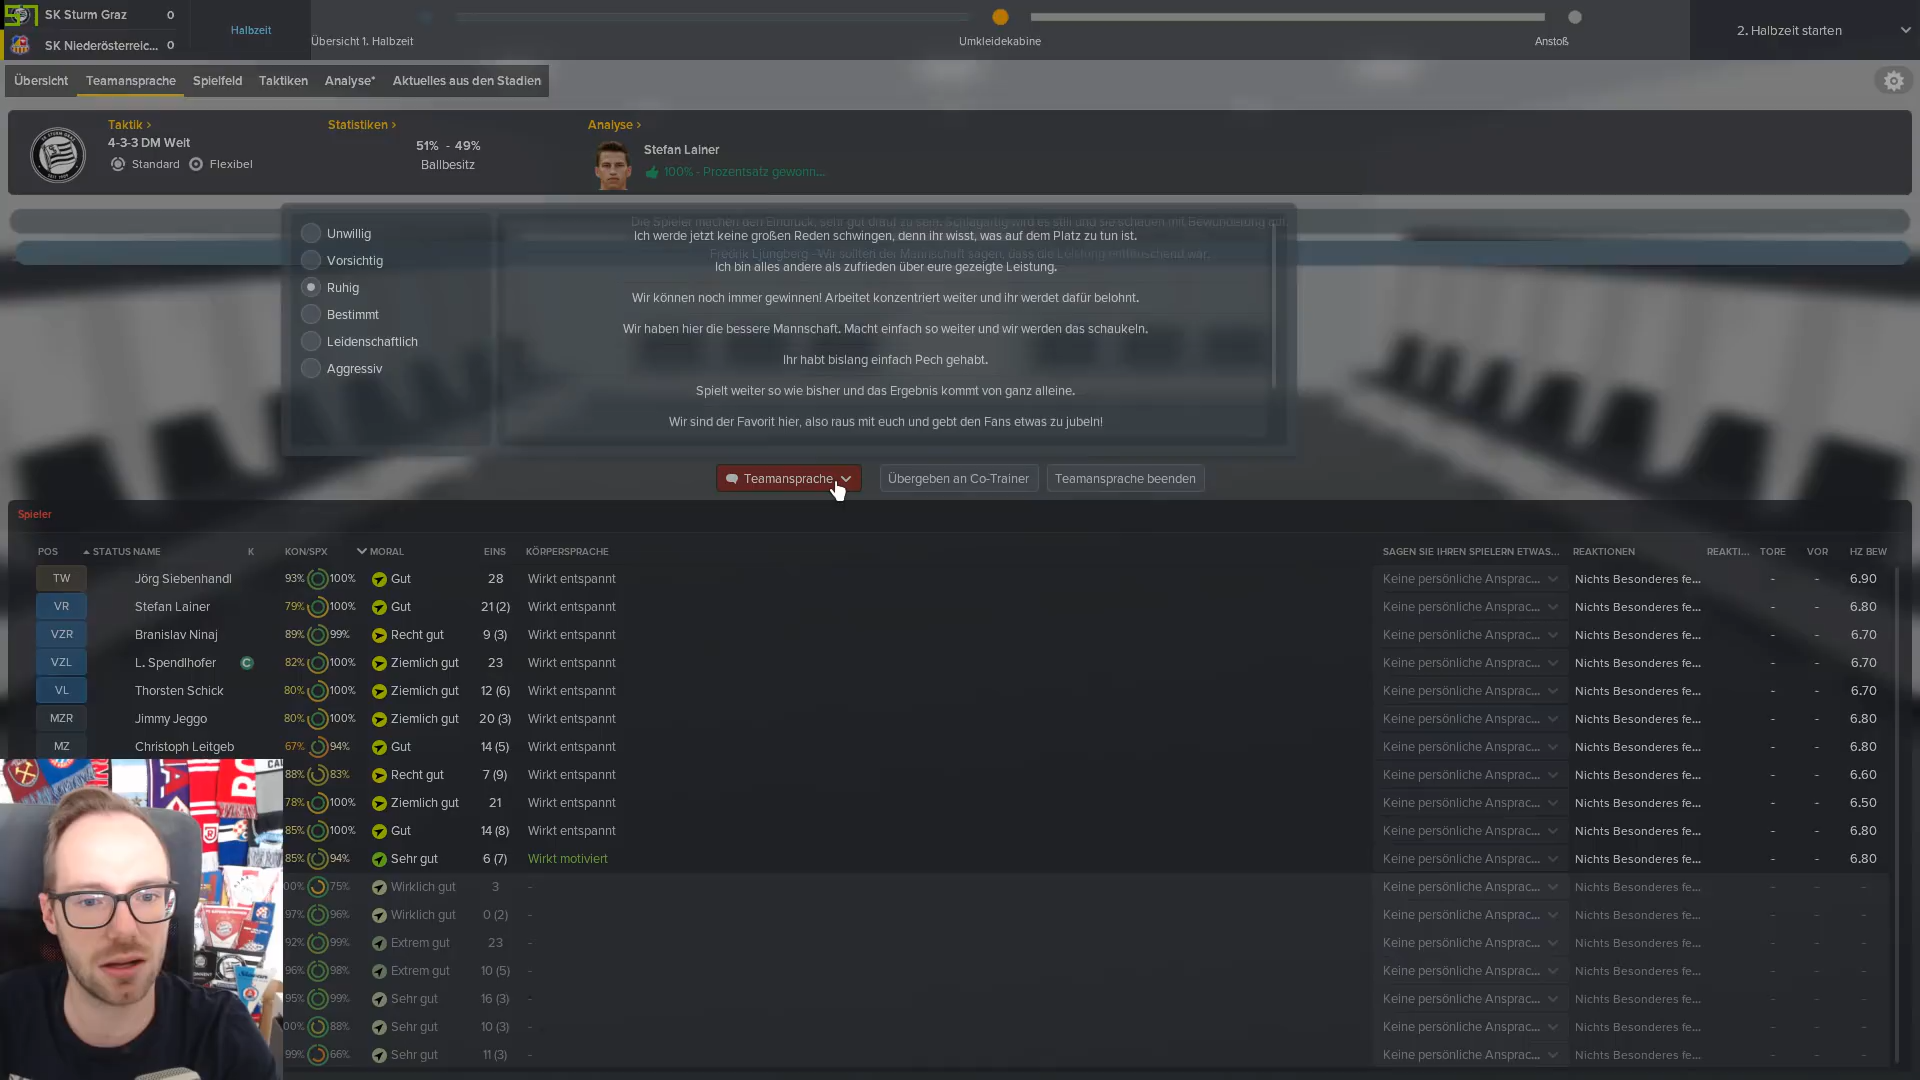 SK Sturm Graz 0
SK Niederösterreic... 0
Halbzeit
Übersicht 1. Halbzeit
Umkleidekabine
Anstoß
2. Halbzeit starten
Übersicht Teamansprache Spielfeld Taktiken Analyse* Aktuelles aus den Stadien
Taktik >
4-3-3 DM Weit
Standard Flexibel
Statistiken >
51% - 49%
Ballbesitz
Analyse >
Stefan Lainer
100% - Prozentsatz gewonn...
Unwillig
Vorsichtig
Ruhig
Bestimmt
Leidenschaftlich
Aggressiv
Ich werde jetzt keine großen Reden schwingen, denn ihr wisst, was auf dem Platz zu tun ist.
Fredrik Ljungberg - Wir sollten der Mannschaft sagen, dass die Leistung enttäuschend war.
Ich bin alles andere als zufrieden über eure gezeigte Leistung.
Wir können noch immer gewinnen! Arbeitet konzentriert weiter und ihr werdet dafür belohnt.
Wir haben hier die bessere Mannschaft. Macht einfach so weiter und wir werden das schaukeln.
Ihr habt bislang einfach Pech gehabt.
Spielt weiter so wie bisher und das Ergebnis kommt von ganz alleine.
Wir sind der Favorit hier, also raus mit euch und gebt den Fans etwas zu jubeln!
Teamansprache Übergeben an Co-Trainer Teamansprache beenden
Spieler
POS STATUS NAME K KON/SPX MORAL EINS KÖRPERSPRACHE SAGEN SIE IHREN SPIELERN ETWAS... REAKTIONEN REAKTI... TORE VOR HZ BEW
TW Jörg Siebenhandl 93% 100% Gut 28 Wirkt entspannt Keine persönliche Ansprac... Nichts Besonderes fe... - - 6.90
VR Stefan Lainer 79% 100% Gut 21 (2) Wirkt entspannt Keine persönliche Ansprac... Nichts Besonderes fe... - - 6.80
VZR Branislav Ninaj 89% 99% Recht gut 9 (3) Wirkt entspannt Keine persönliche Ansprac... Nichts Besonderes fe... - - 6.70
VZL L. Spendlhofer C 82% 100% Ziemlich gut 23 Wirkt entspannt Keine persönliche Ansprac... Nichts Besonderes fe... - - 6.70
VL Thorsten Schick 80% 100% Ziemlich gut 12 (6) Wirkt entspannt Keine persönliche Ansprac... Nichts Besonderes fe... - - 6.70
MZR Jimmy Jeggo 80% 100% Ziemlich gut 20 (3) Wirkt entspannt Keine persönliche Ansprac... Nichts Besonderes fe... - - 6.80
MZ Christoph Leitgeb 67% 94% Gut 14 (5) Wirkt entspannt Keine persönliche Ansprac... Nichts Besonderes fe... - - 6.80
88% 83% Recht gut 7 (9) Wirkt entspannt Keine persönliche Ansprac... Nichts Besonderes fe... - - 6.60
78% 100% Ziemlich gut 21 Wirkt entspannt Keine persönliche Ansprac... Nichts Besonderes fe... - - 6.50
85% 100% Gut 14 (8) Wirkt entspannt Keine persönliche Ansprac... Nichts Besonderes fe... - - 6.80
85% 94% Sehr gut 6 (7) Wirkt motiviert Keine persönliche Ansprac... Nichts Besonderes fe... - - 6.80
00% 75% Wirklich gut 3 - Keine persönliche Ansprac... Nichts Besonderes fe... - - -
97% 96% Wirklich gut 0 (2) - Keine persönliche Ansprac... Nichts Besonderes fe... - - -
92% 99% Extrem gut 23 - Keine persönliche Ansprac... Nichts Besonderes fe... - - -
96% 98% Extrem gut 10 (5) - Keine persönliche Ansprac... Nichts Besonderes fe... - - -
95% 99% Sehr gut 16 (3) - Keine persönliche Ansprac... Nichts Besonderes fe... - - -
00% 88% Sehr gut 10 (3) - Keine persönliche Ansprac... Nichts Besonderes fe... - - -
99% 66% Sehr gut 11 (3) - Keine persönliche Ansprac... Nichts Besonderes fe... - - -